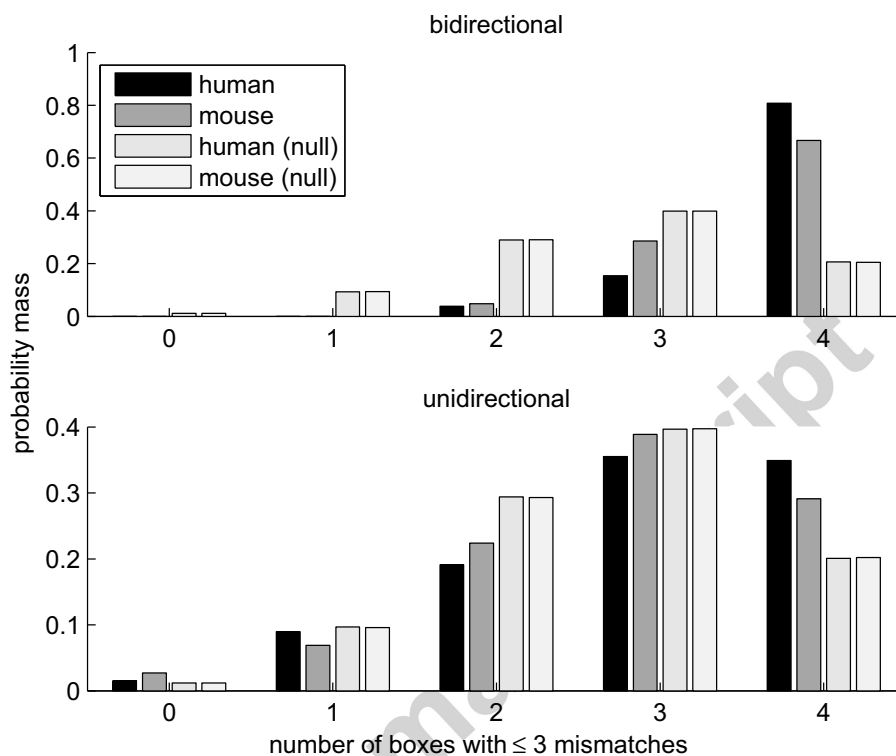 bidirectional
1
0.8
0.6
0.4
0.2
0
human
mouse
human (null)
mouse (null)
0 1 2 3 4
probability mass
unidirectional
0.4
0.3
0.2
0.1
0
0 1 2 3 4
number of boxes with ≤ 3 mismatches